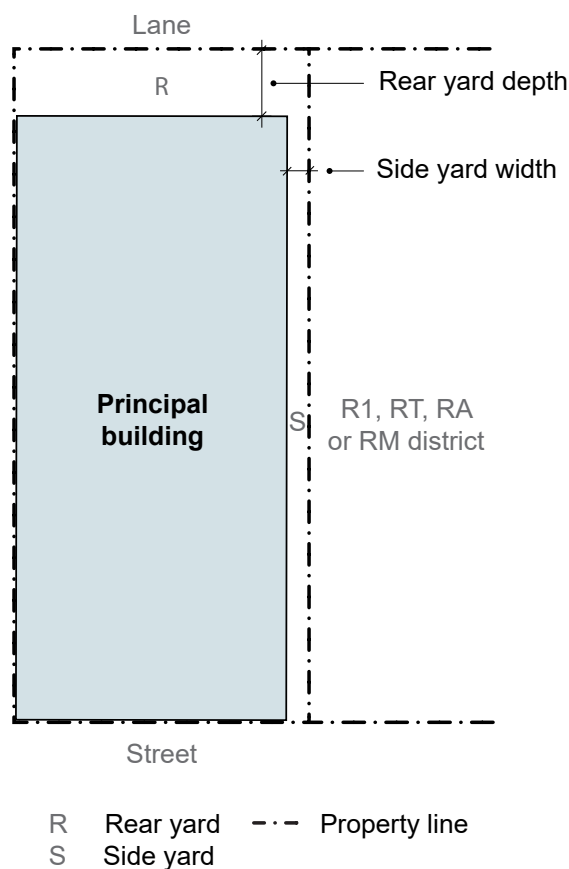 Lane
R
Rear yard depth
Side yard width
Principal
building
S
R1, RT, RA
or RM district
Street
R Rear yard Property line
S Side yard